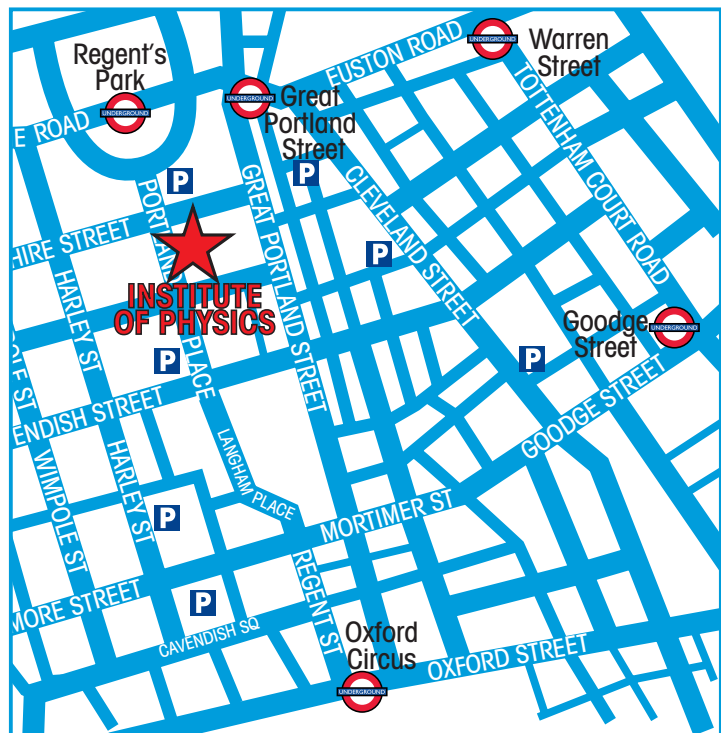 Regent's
Park
UNDERGROUND
E ROAD
EUSTON ROAD
UNDERGROUND
Warren
Street
UNDERGROUND
Great
Portland
Street
TOTTENHAM COURT ROAD
P
P
PORTLAND
PLACE
GREAT PORTLAND STREET
CLEVELAND STREET
HIRE STREET
INSTITUTE
OF PHYSICS
P
HARLEY ST
Goodge
Street
UNDERGROUND
P
P
OLE ST
ENDISH STREET
GOODGE STREET
WIMPOLE ST
HARLEY ST
LANGHAM PLACE
P
MORTIMER ST
REGENT ST
MORE STREET
P
CAVENDISH SQ
Oxford
Circus
UNDERGROUND
OXFORD STREET